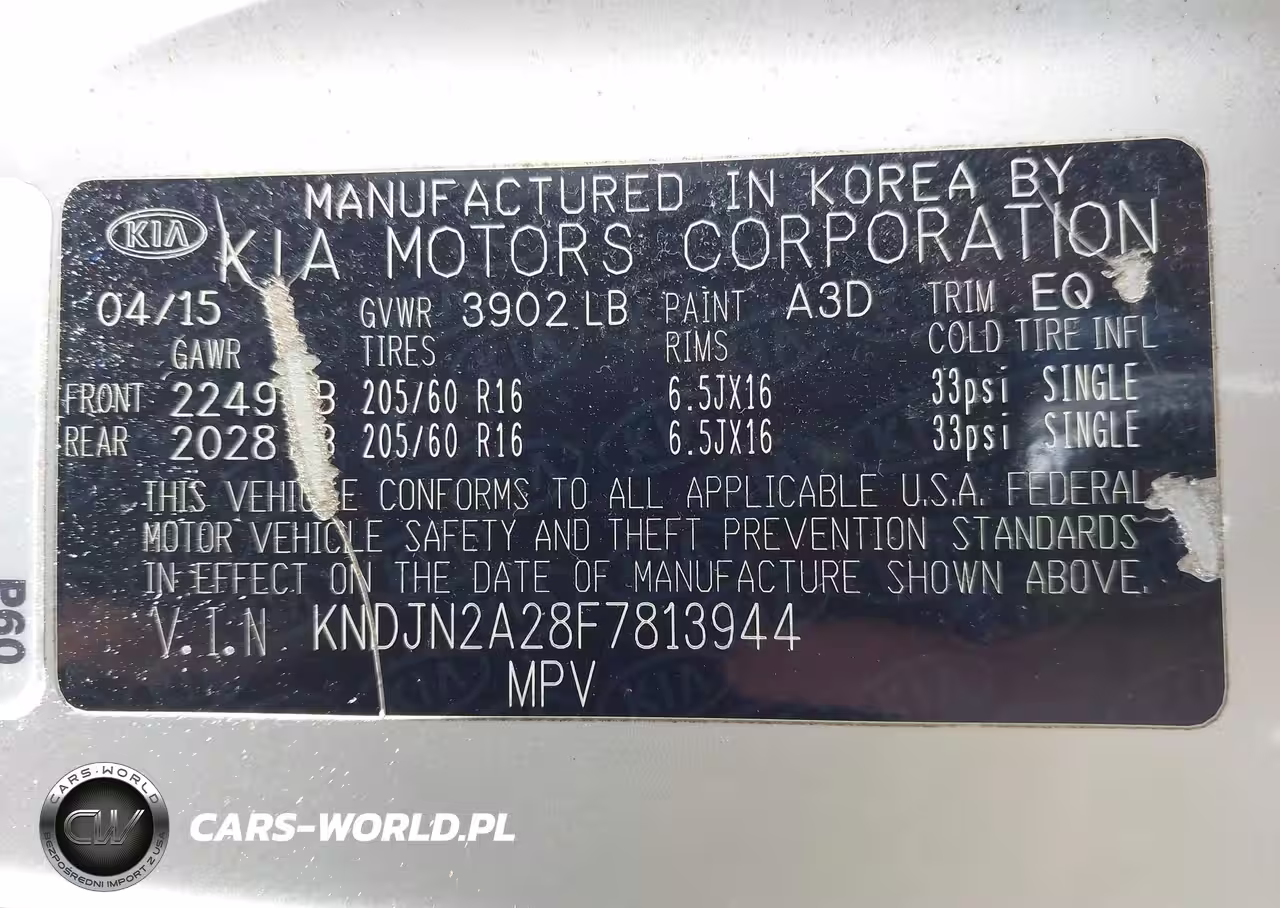 MANUFACTURED IN KOREA BY
KIA KIA MOTORS CORPORATION
04/15 GVWR 3902 LB PAINT A3D TRIM EQ
GAWR TIRES RIMS COLD TIRE INFL
FRONT 2249 B 205/60 R16 6.5JX16 33psi SINGLE
REAR 2028 B 205/60 R16 6.5JX16 33psi SINGLE
THIS VEHICLE CONFORMS TO ALL APPLICABLE U.S.A. FEDERAL
MOTOR VEHICLE SAFETY AND THEFT PREVENTION STANDARDS
IN EFFECT ON THE DATE OF MANUFACTURE SHOWN ABOVE.
V.I.N KNDJN2A28F7813944
MPV
P60
CARS-WORLD
CW
BEZPOŚREDNI IMPORT Z USA
CARS-WORLD.PL